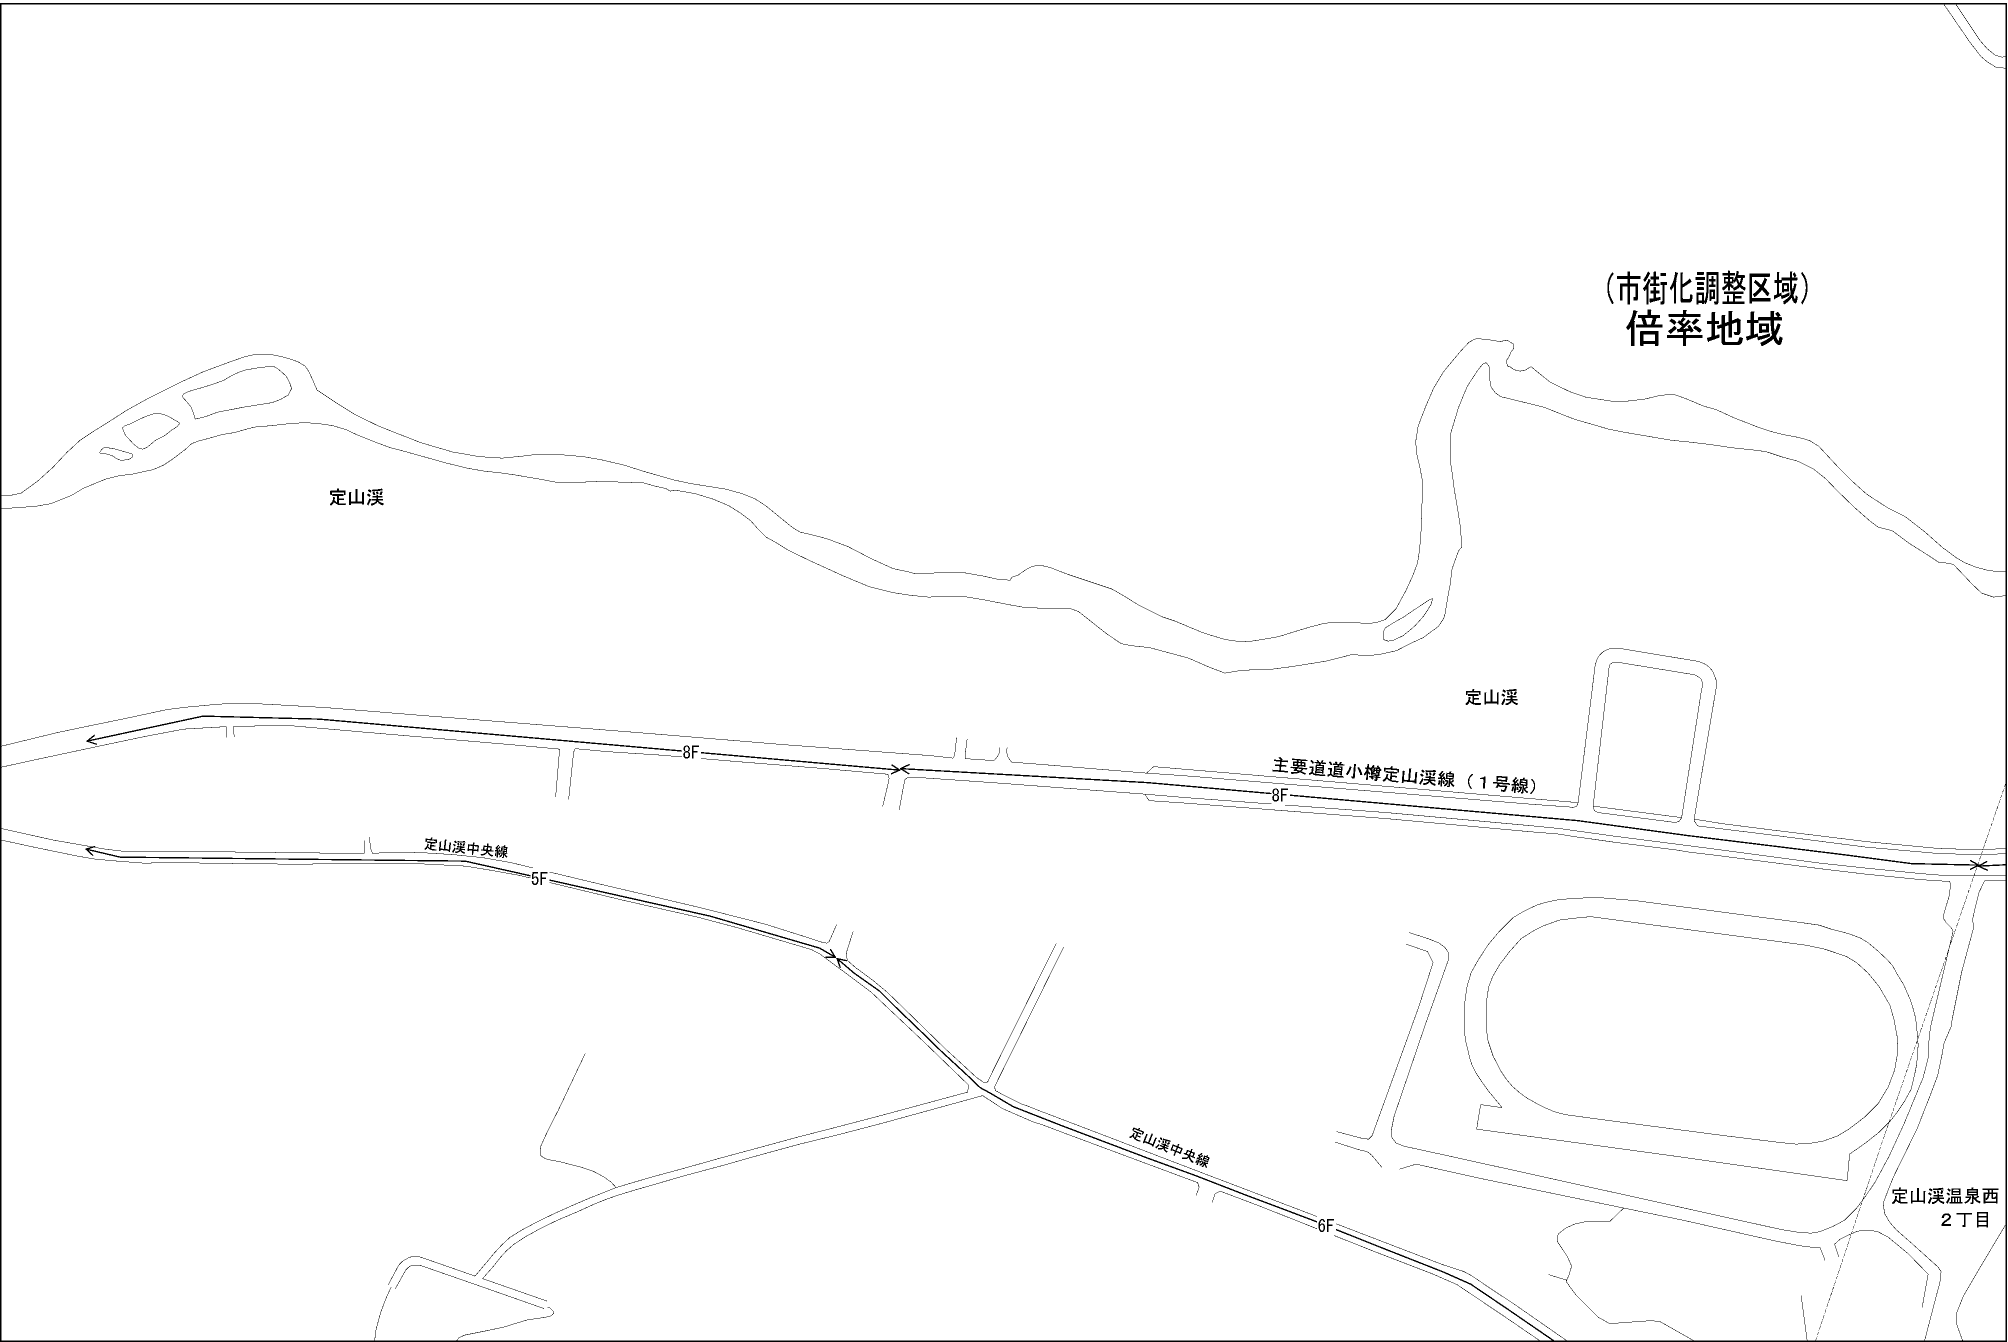 （市街化調整区域）
倍率地域
定山渓
定山渓
8F
主要道道小樽定山渓線（１号線）
8F
定山渓中央線
5F
定山渓中央線
定山渓温泉西
２丁目
6F